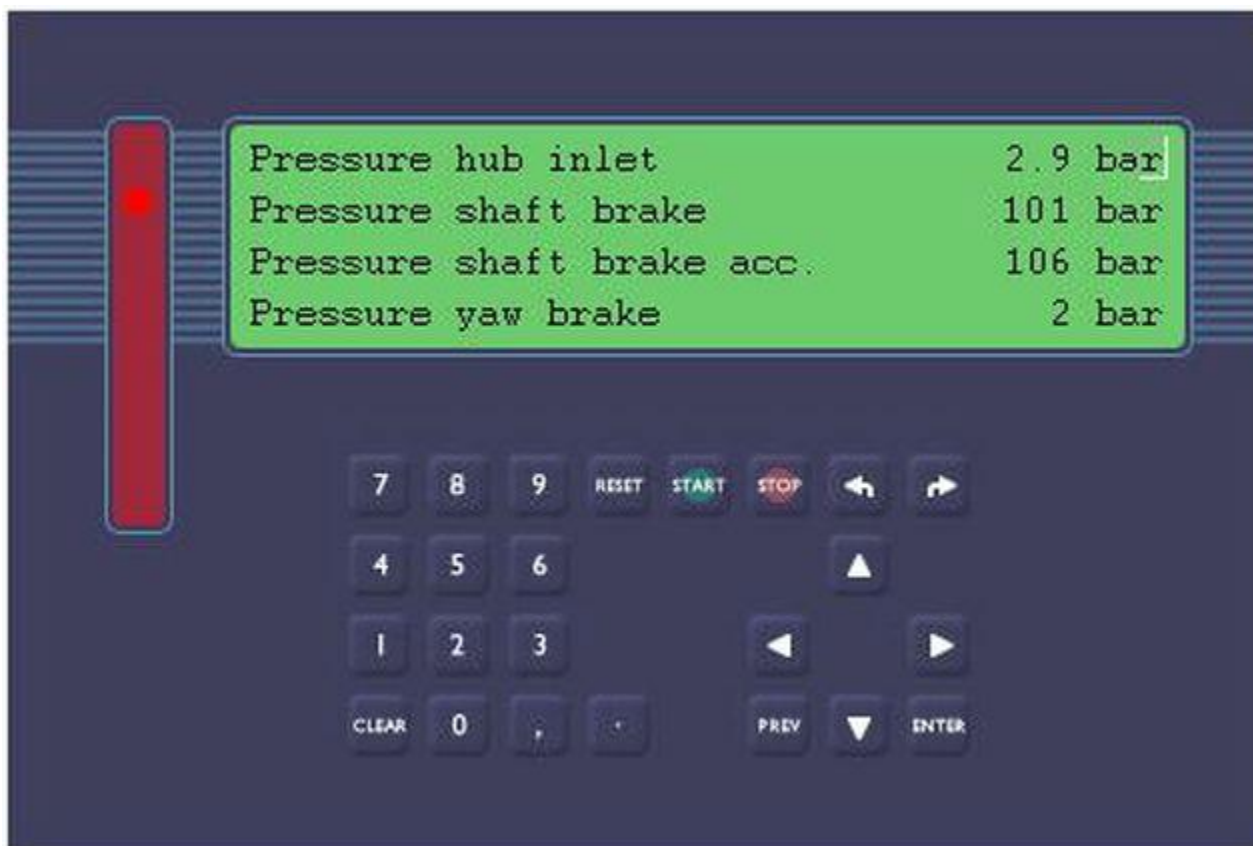 Pressure hub inlet 2.9 bar
Pressure shaft brake 101 bar
Pressure shaft brake acc. 106 bar
Pressure yaw brake 2 bar
7 8 9 RESET START STOP
4 5 6
1 2 3
CLEAR 0 , . PREV ENTER